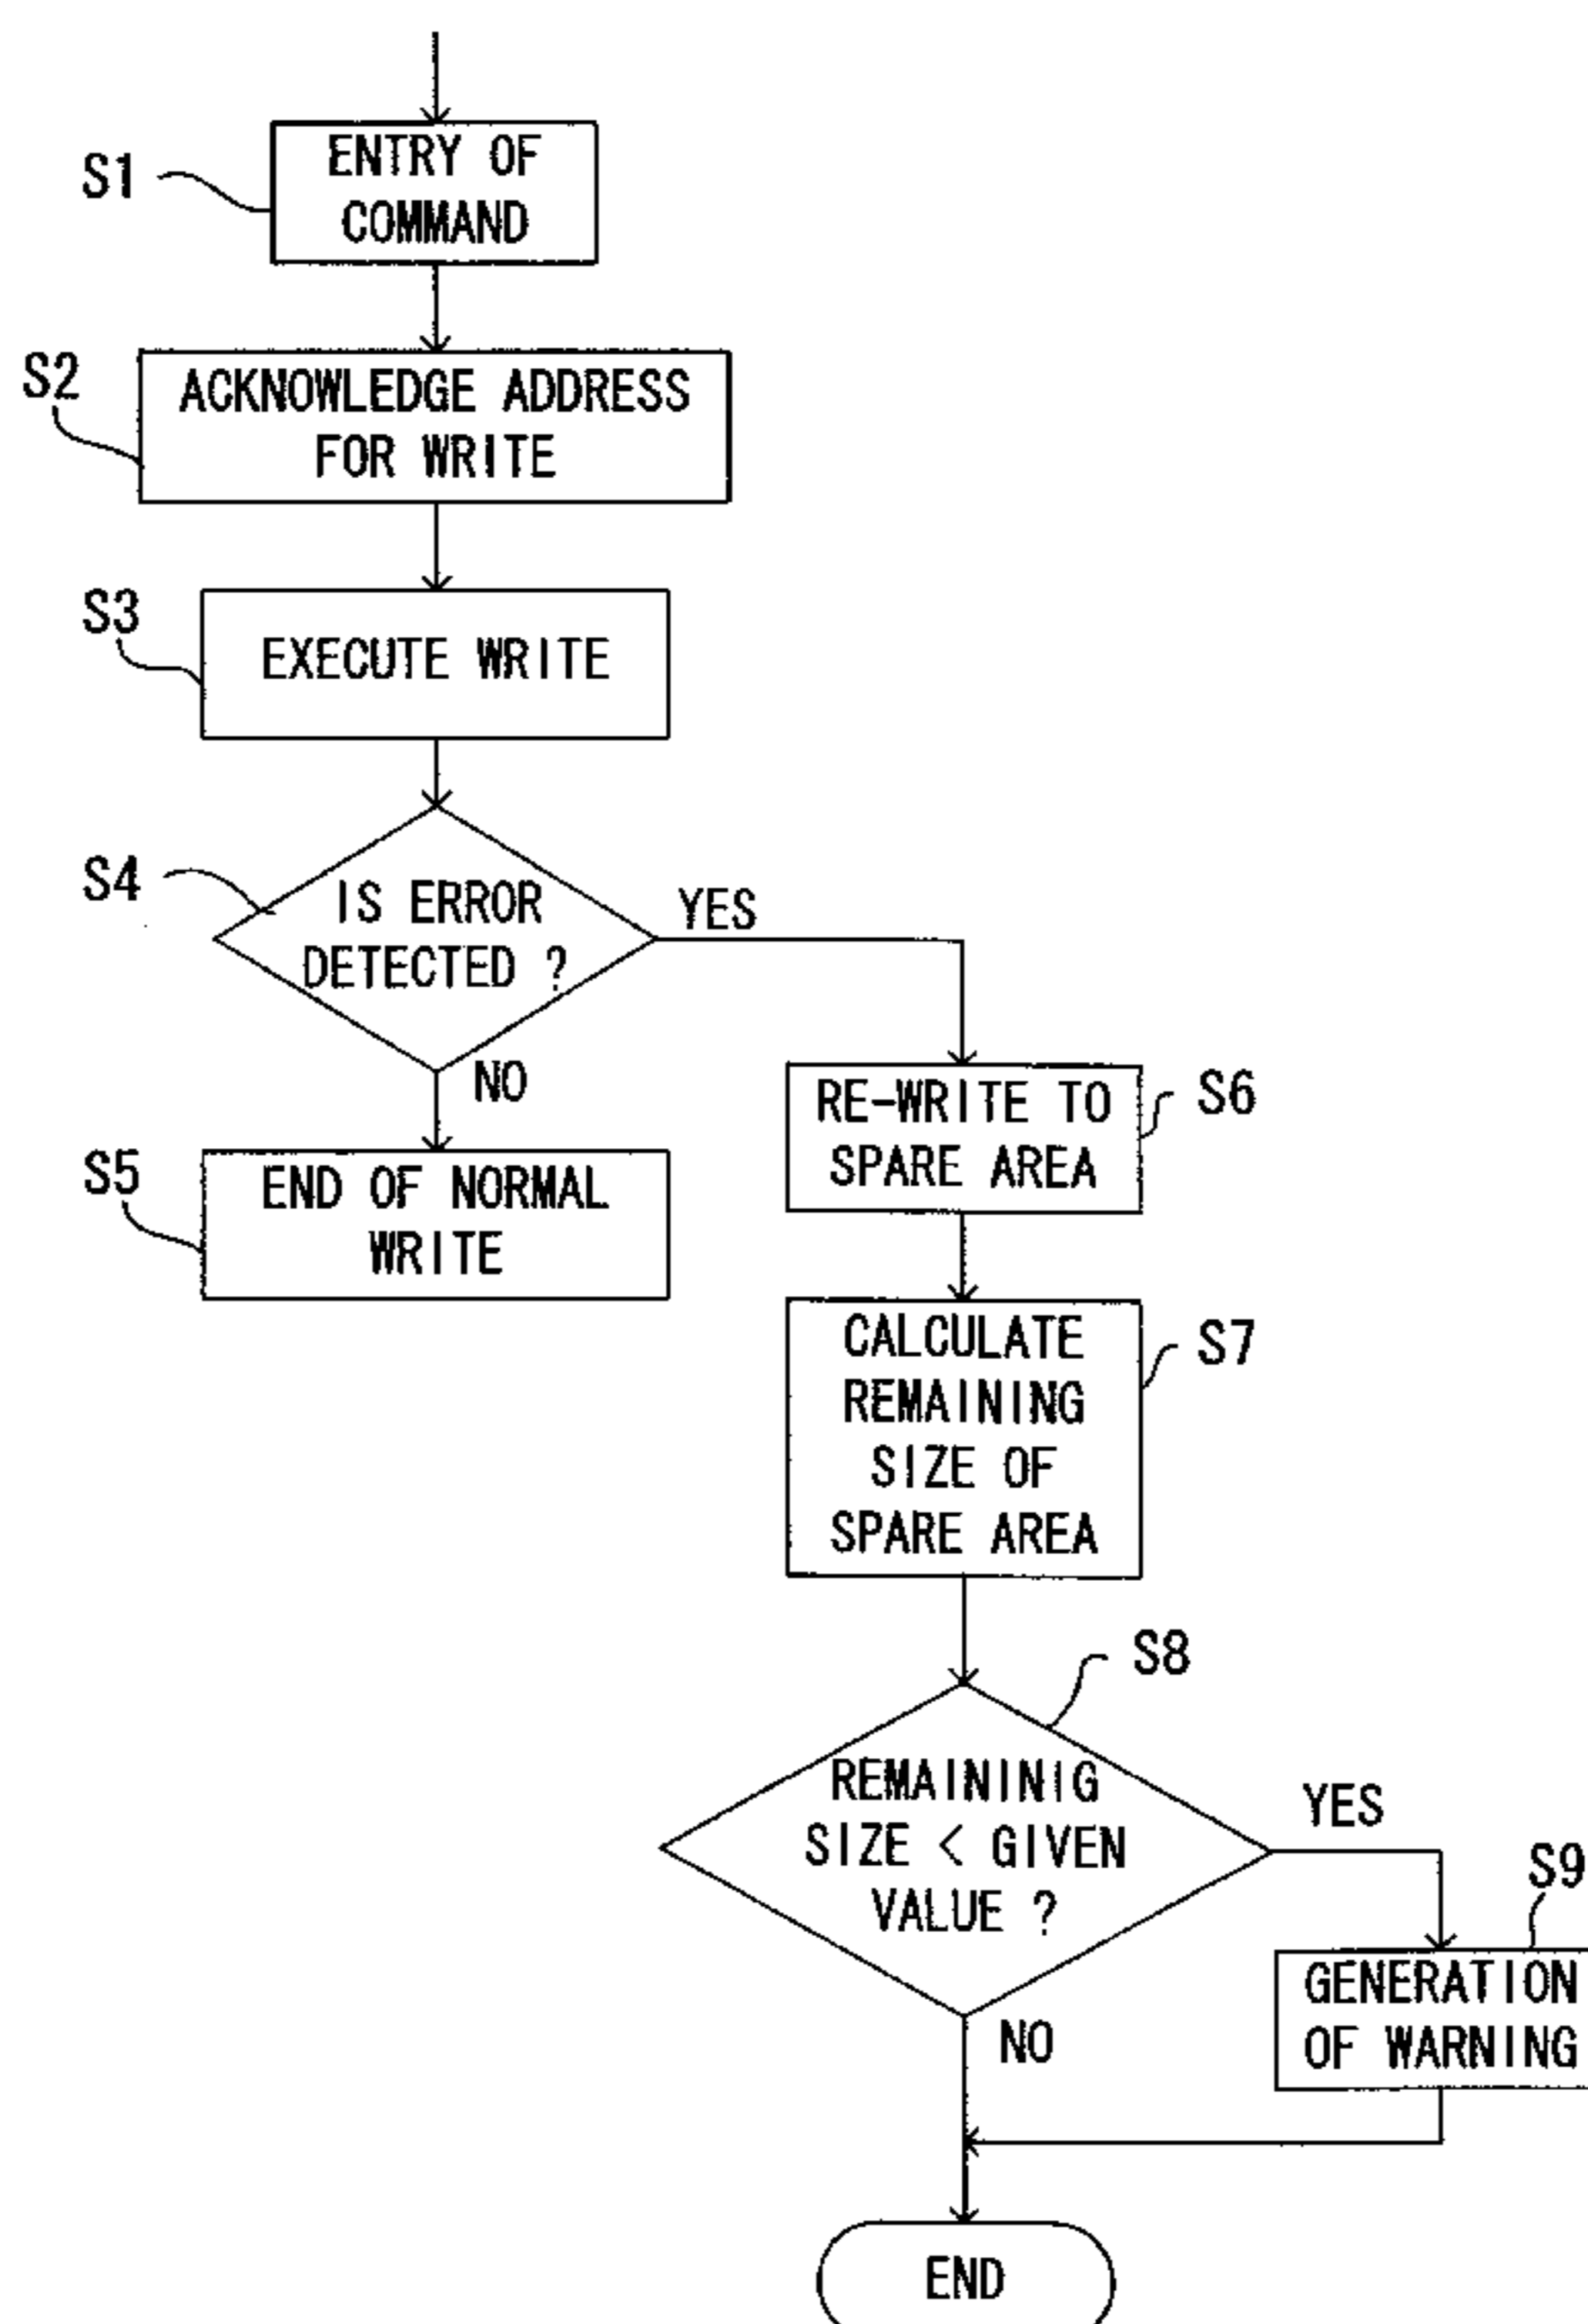 S1
ENTRY OF
COMMAND
S2
ACKNOWLEDGE ADDRESS
FOR WRITE
S3
EXECUTE WRITE
S4
IS ERROR
DETECTED ?
YES
NO
S5
END OF NORMAL
WRITE
RE-WRITE TO
SPARE AREA
S6
CALCULATE
REMAINING
SIZE OF
SPARE AREA
S7
S8
REMAININIG
SIZE < GIVEN
VALUE ?
YES
NO
S9
GENERATION
OF WARNING
END